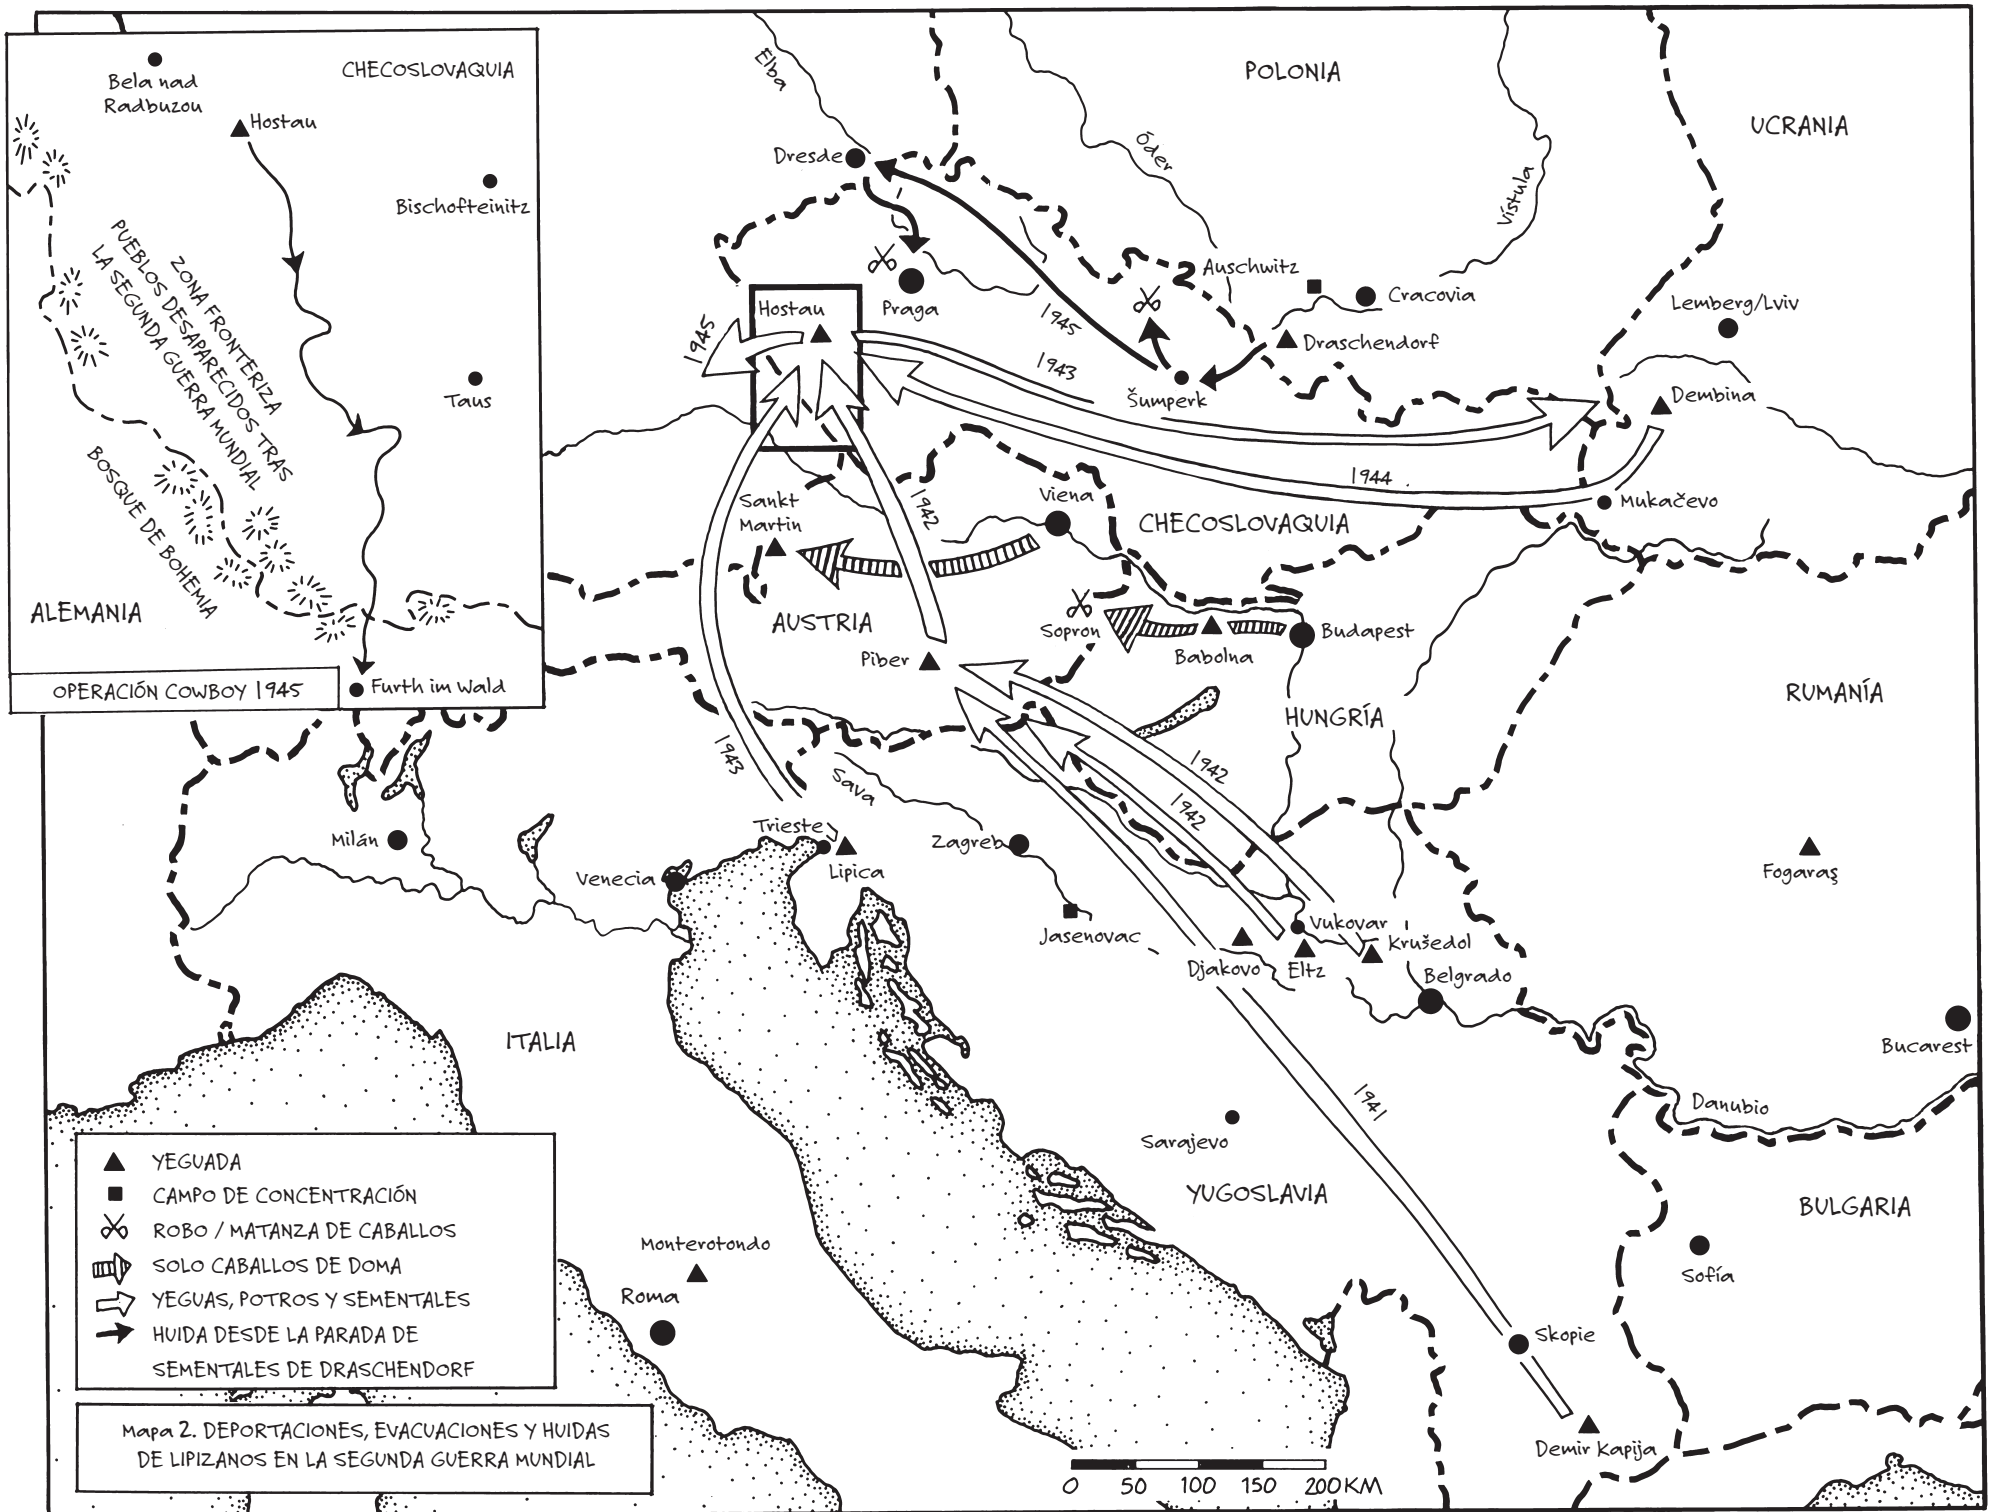 Bela nad
Radbuzou
CHECOSLOVAQUIA
Hostau
Bischofteinitz
ZONA FRONTERIZA
PUEBLOS DESAPARECIDOS TRAS
LA SEGUNDA GUERRA MUNDIAL
Taus
BOSQUE DE BOHEMIA
ALEMANIA
OPERACIÓN COWBOY 1945
Furth im Wald
Elba
POLONIA
UCRANIA
Óder
Dresde
Vístula
Auschwitz
Cracovia
Praga
Hostau
1945
1945
Lemberg/Lviv
Draschendorf
1943
Šumperk
Dembina
1944
Mukačevo
Sankt
Martin
1942
Viena
CHECOSLOVAQUIA
AUSTRIA
Sopron
Babolna
Budapest
Piber
HUNGRÍA
RUMANÍA
1943
Sava
1942
1942
Milán
Trieste
Lipica
Zagreb
Venecia
Fogaraş
Jasenovac
Vukovar
Krušedol
Djakovo
Eltz
Belgrado
ITALIA
Bucarest
Danubio
1941
Sarajevo
YUGOSLAVIA
BULGARIA
Sofía
Monterotondo
Roma
Skopie
Demir Kapija
YEGUADA
CAMPO DE CONCENTRACIÓN
ROBO / MATANZA DE CABALLOS
SOLO CABALLOS DE DOMA
YEGUAS, POTROS Y SEMENTALES
HUIDA DESDE LA PARADA DE
SEMENTALES DE DRASCHENDORF
Mapa 2. DEPORTACIONES, EVACUACIONES Y HUIDAS
DE LIPIZANOS EN LA SEGUNDA GUERRA MUNDIAL
0 50 100 150 200 KM